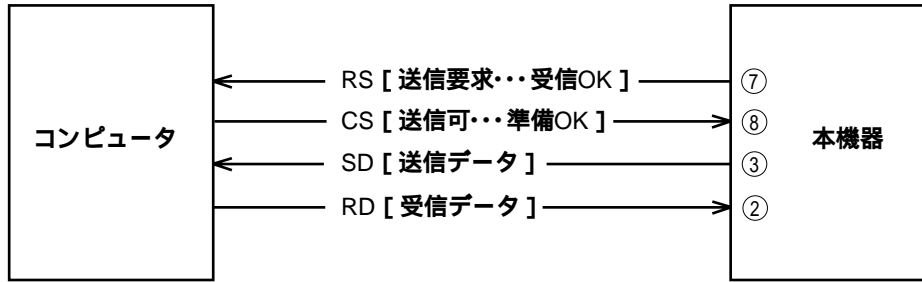 RS [ 送信要求･･･受信OK ] ⑦
CS [ 送信可･･･準備OK ] ⑧
コンピュータ 本機器
SD [ 送信データ ] ③
RD [ 受信データ ] ②